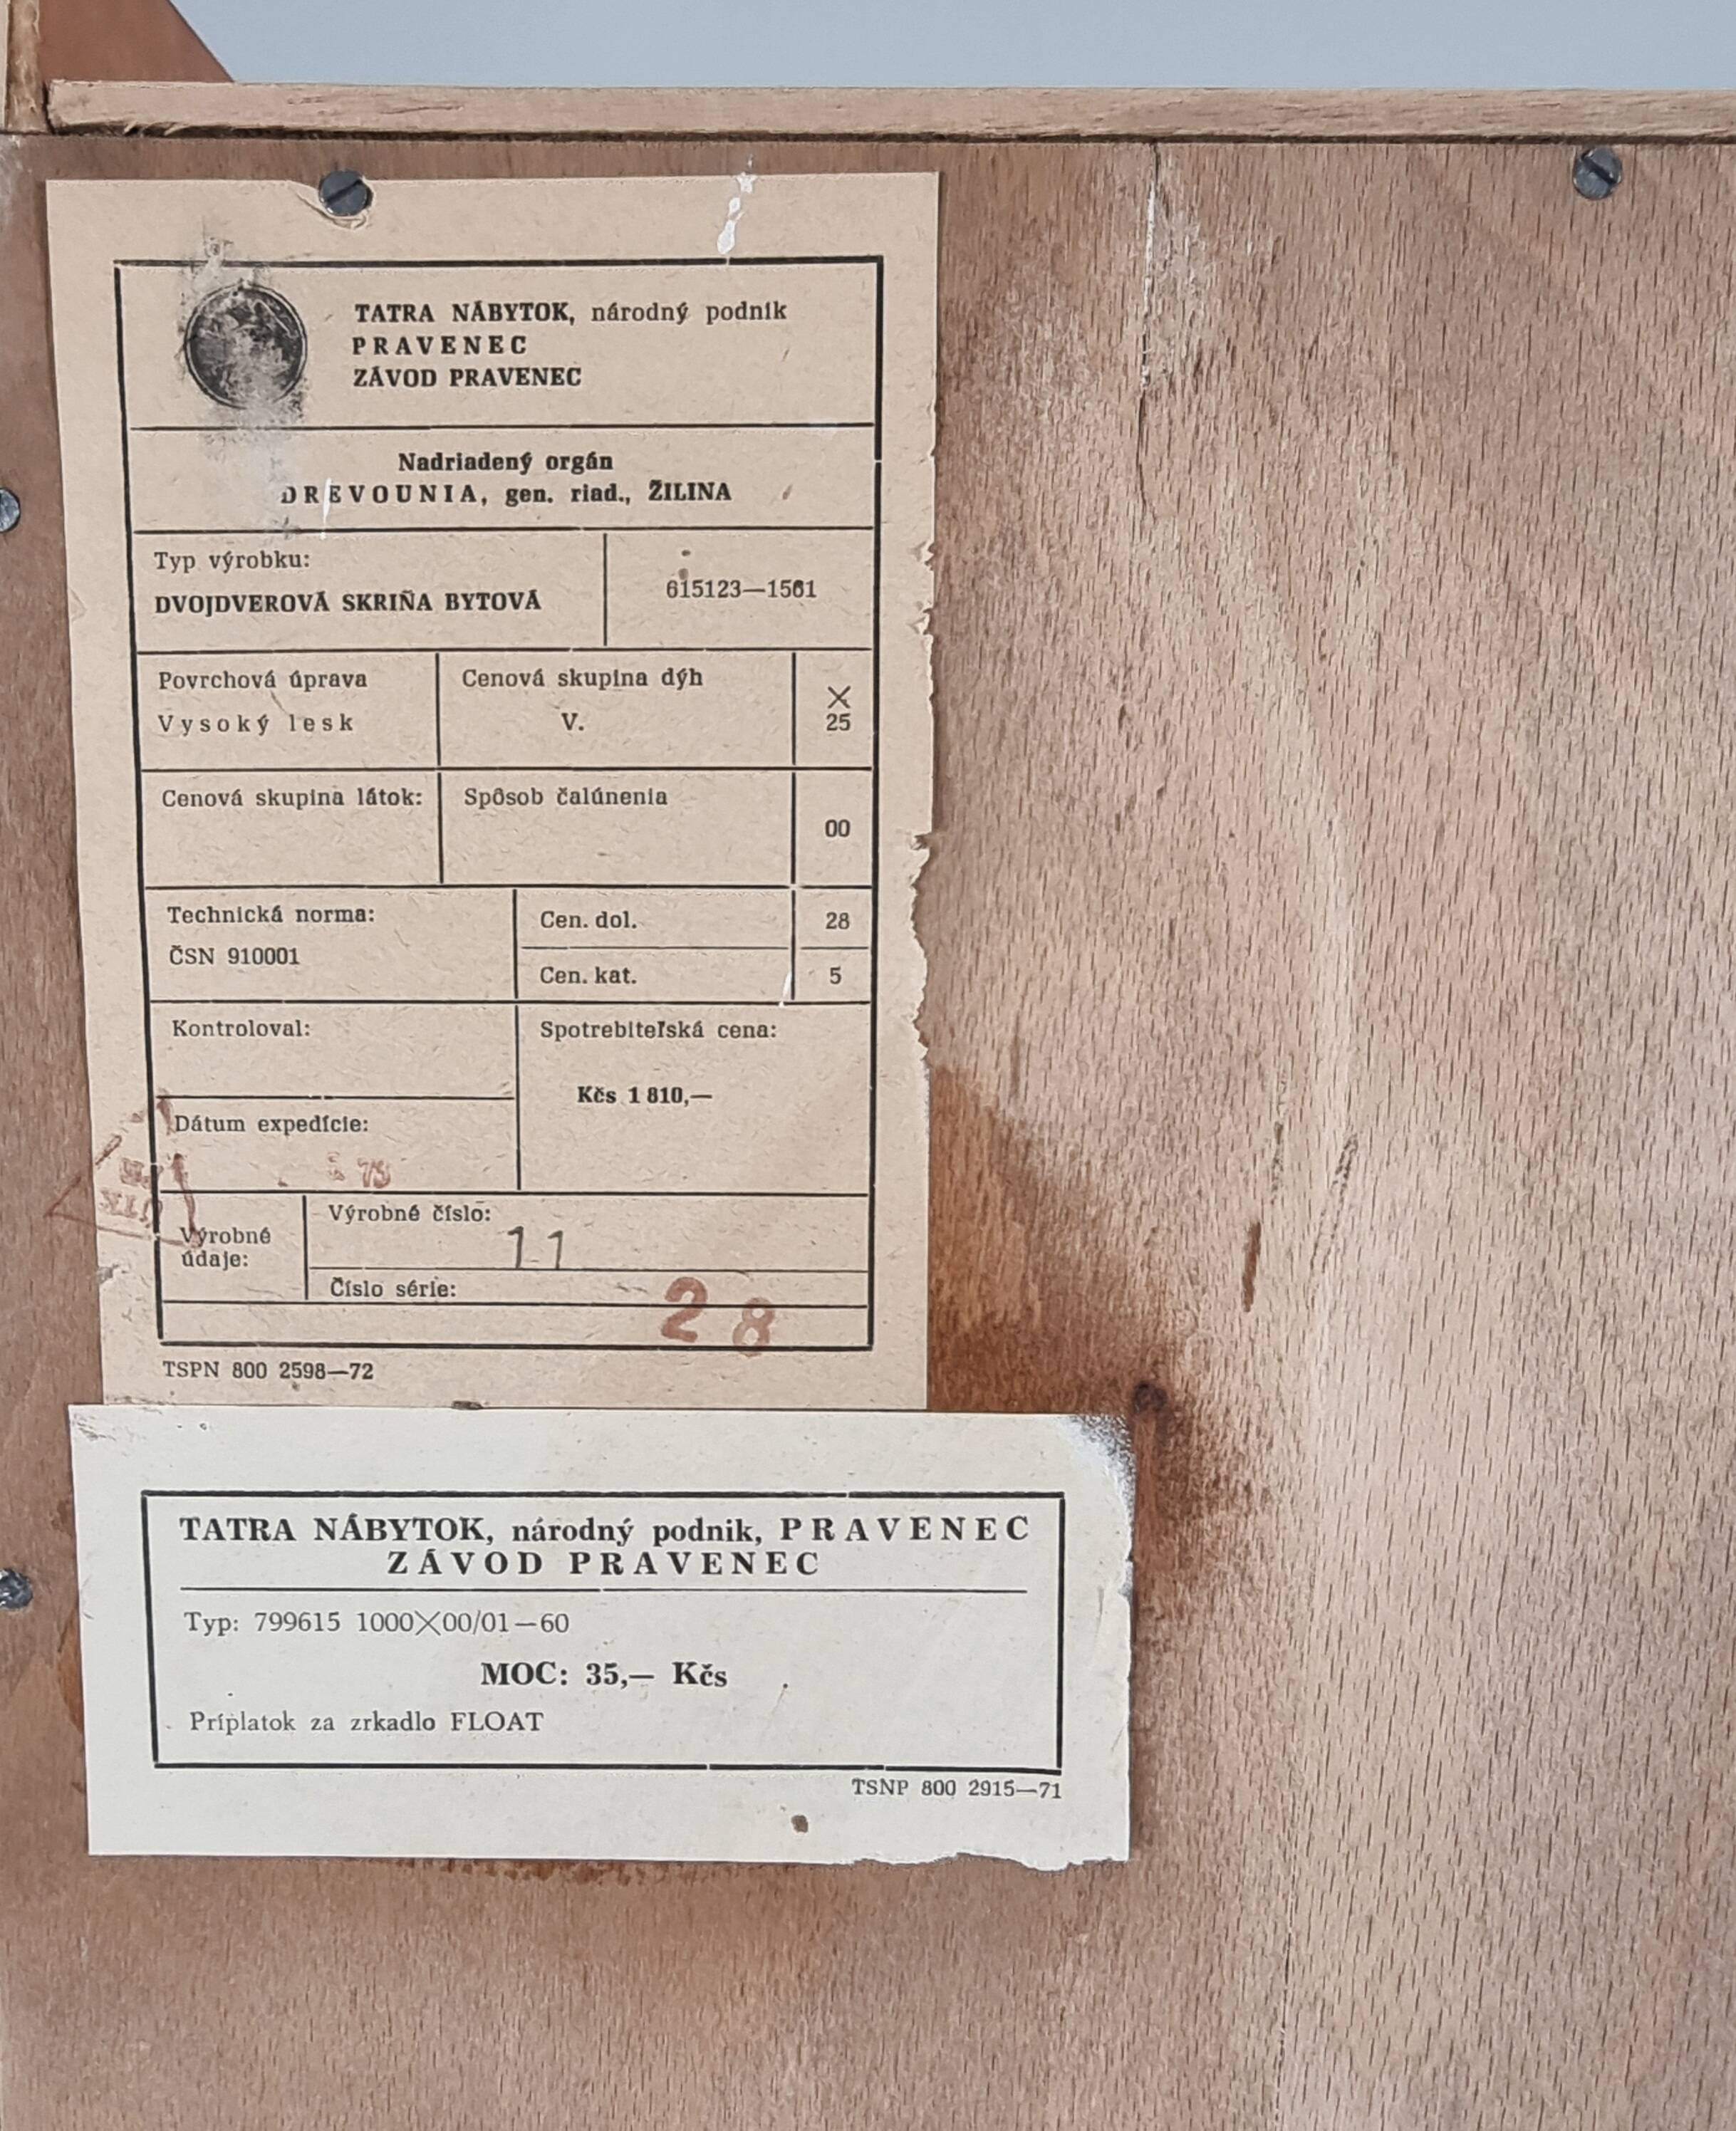 TATRA NÁBYTOK, národný podnik
PRAVENEC
ZÁVOD PRAVENEC
Nadriadený orgán
DREVOUNIA, gen. riad., ŽILINA
Typ výrobku:
DVOJDVEROVÁ SKRIŇA BYTOVÁ
615123—1561
Povrchová úprava
Vysoký lesk
Cenová skupina dýh
V.
X
25
Cenová skupina látok:
Spôsob čalúnenia
00
Technická norma:
ČSN 910001
Cen. dol.
28
Cen. kat.
5
Kontroloval:
Spotrebiteľská cena:
Kčs 1 810,—
Dátum expedície:
Výrobné
údaje:
Výrobné číslo:
11
Číslo série:
28
TSPN 800 2598—72
TATRA NÁBYTOK, národný podnik, PRAVENEC
ZÁVOD PRAVENEC
Typ: 799615 1000X00/01—60
MOC: 35,— Kčs
Príplatok za zrkadlo FLOAT
TSNP 800 2915—71